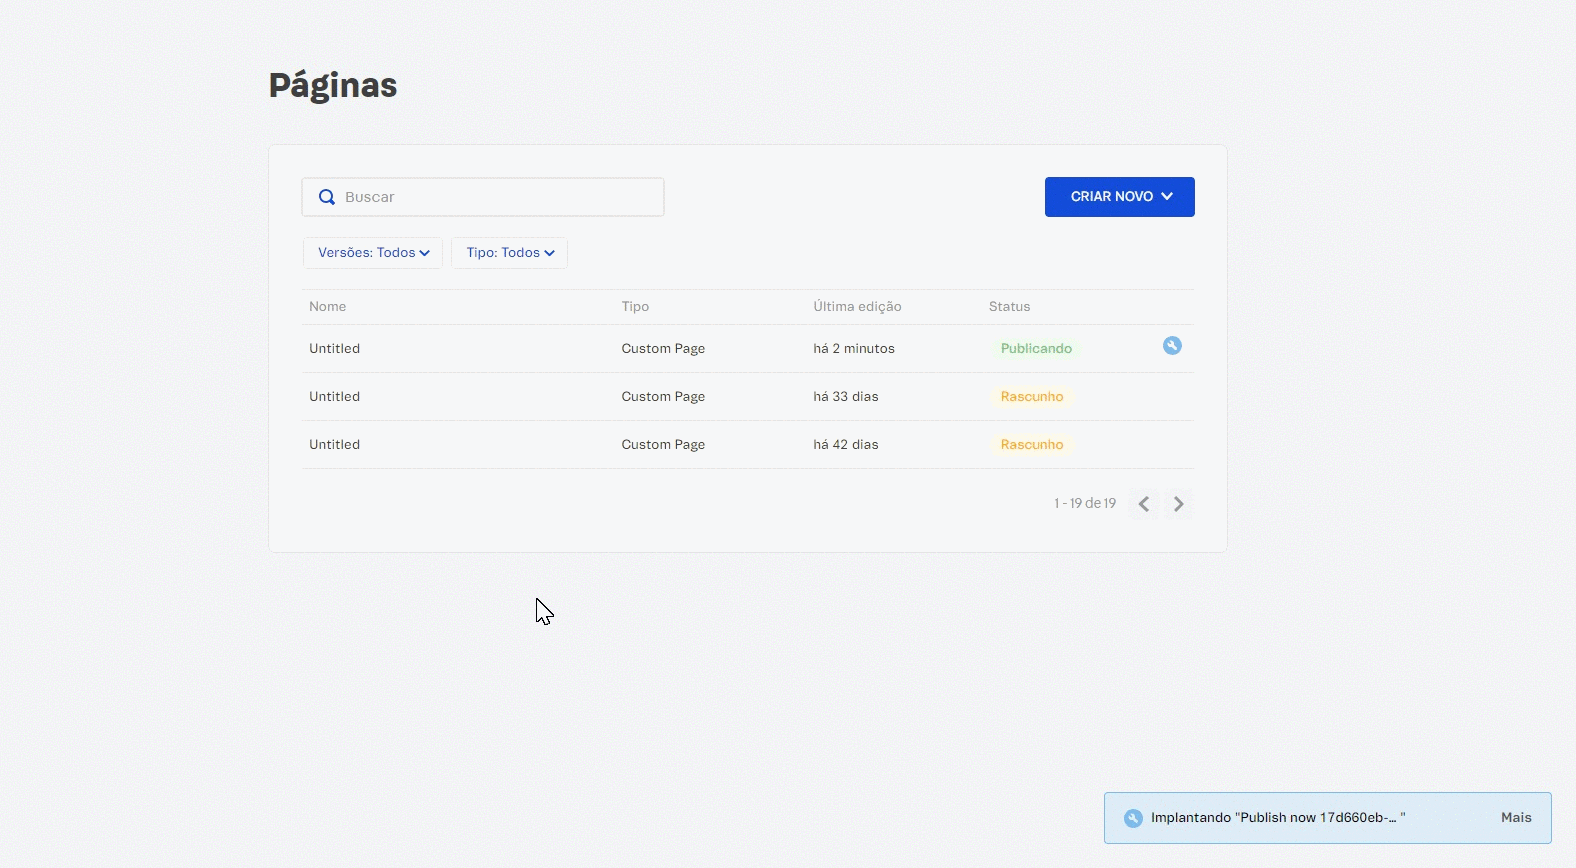 Páginas
Buscar
CRIAR NOVO
Versões: Todos Tipo: Todos
Nome Tipo Última edição Status
Untitled Custom Page há 2 minutos Publicando
Untitled Custom Page há 33 dias Rascunho
Untitled Custom Page há 42 dias Rascunho
1 - 19 de 19
Implantando "Publish now 17d660eb-... " Mais